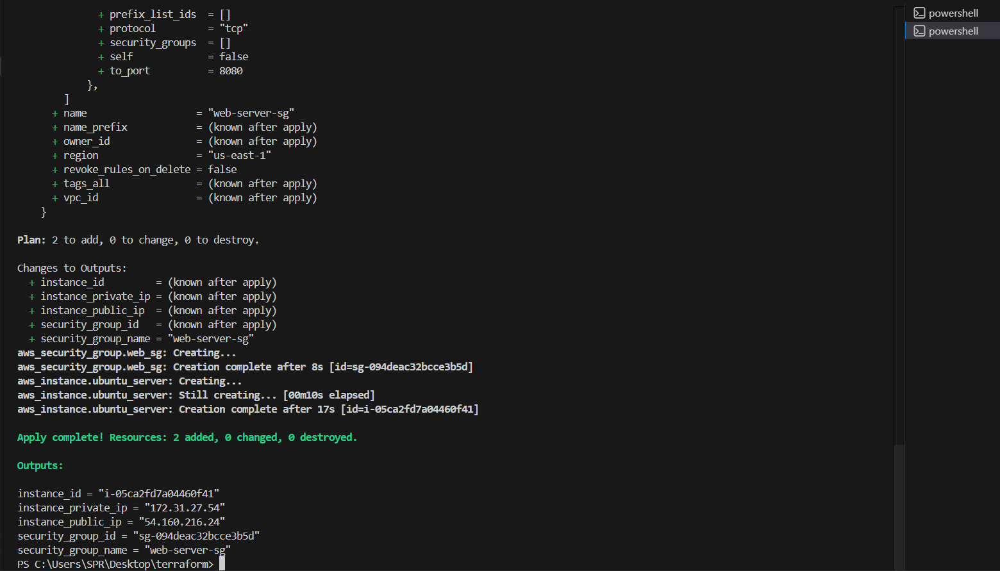 + prefix_list_ids  = []
+ protocol         = "tcp"
+ security_groups  = []
+ self             = false
+ to_port          = 8080
},
]
+ name                   = "web-server-sg"
+ name_prefix            = (known after apply)
+ owner_id               = (known after apply)
+ region                 = "us-east-1"
+ revoke_rules_on_delete = false
+ tags_all               = (known after apply)
+ vpc_id                 = (known after apply)
}
Plan: 2 to add, 0 to change, 0 to destroy.
Changes to Outputs:
+ instance_id         = (known after apply)
+ instance_private_ip = (known after apply)
+ instance_public_ip  = (known after apply)
+ security_group_id   = (known after apply)
+ security_group_name = "web-server-sg"
aws_security_group.web_sg: Creating...
aws_security_group.web_sg: Creation complete after 8s [id=sg-094deac32bcce3b5d]
aws_instance.ubuntu_server: Creating...
aws_instance.ubuntu_server: Still creating... [00m10s elapsed]
aws_instance.ubuntu_server: Creation complete after 17s [id=i-05ca2fd7a04460f41]
Apply complete! Resources: 2 added, 0 changed, 0 destroyed.
Outputs:
instance_id = "i-05ca2fd7a04460f41"
instance_private_ip = "172.31.27.54"
instance_public_ip = "54.160.216.24"
security_group_id = "sg-094deac32bcce3b5d"
security_group_name = "web-server-sg"
PS C:\Users\SPR\Desktop\terraform>
powershell
powershell